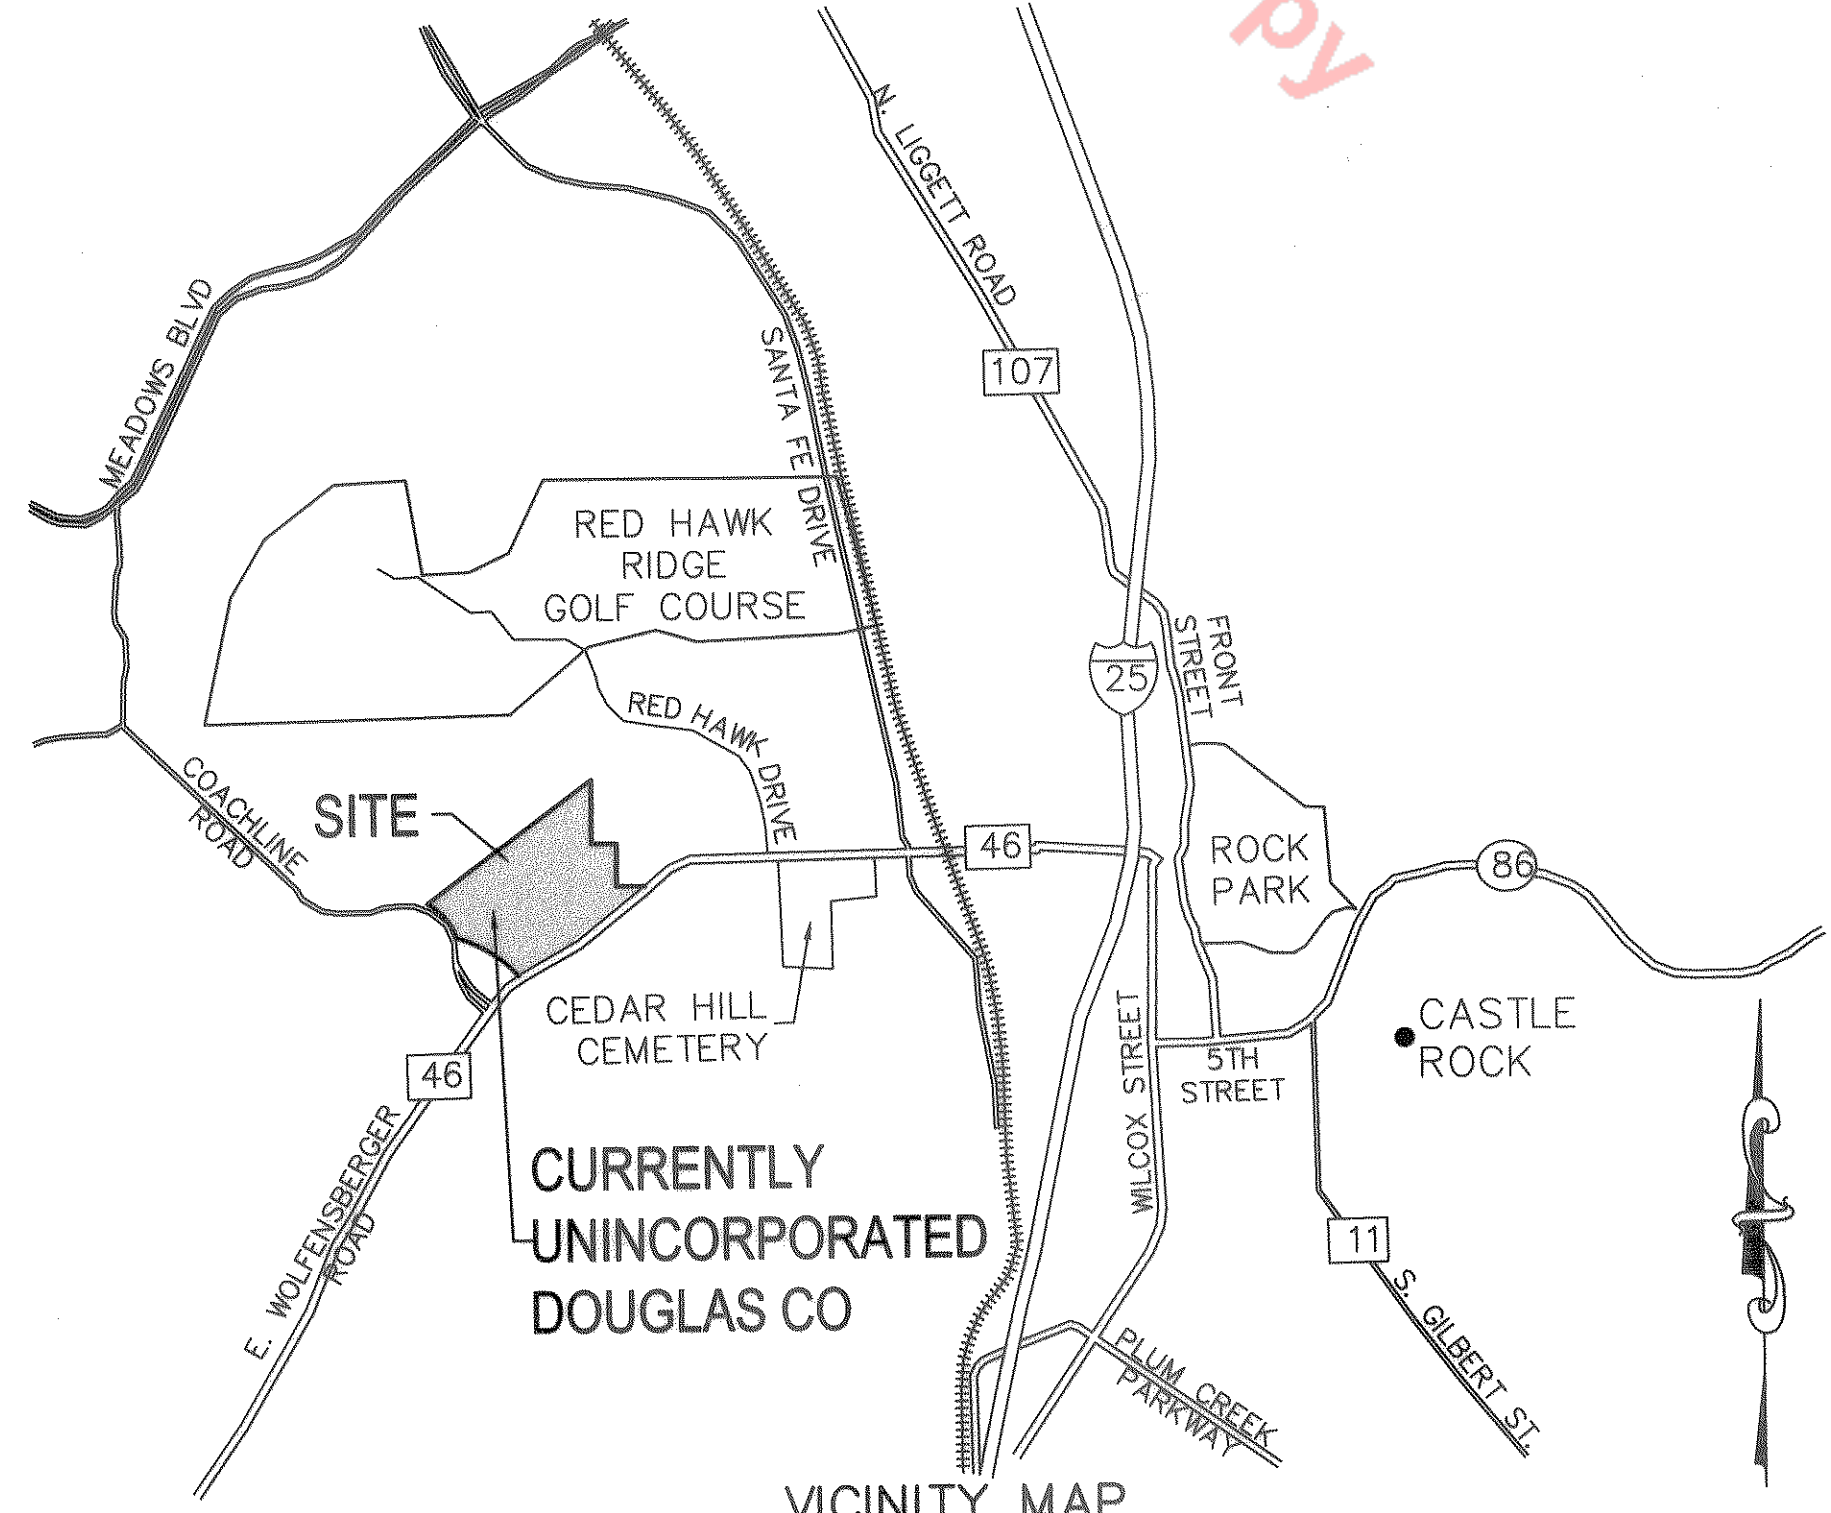 py
N. LIGGETT ROAD
MEADOWS BLVD
SANTA FE DRIVE
107
RED HAWK
RIDGE
GOLF COURSE
FRONT
STREET
25
RED HAWK DRIVE
COACHLINE
ROAD
SITE
46
ROCK
PARK
86
CEDAR HILL
CEMETERY
WILCOX STREET
CASTLE
ROCK
5TH
STREET
46
E. WOLFENSBERGER
ROAD
CURRENTLY
UNINCORPORATED
DOUGLAS CO
11
S. GILBERT ST.
PLUM CREEK
PARKWAY
VICINITY MAP